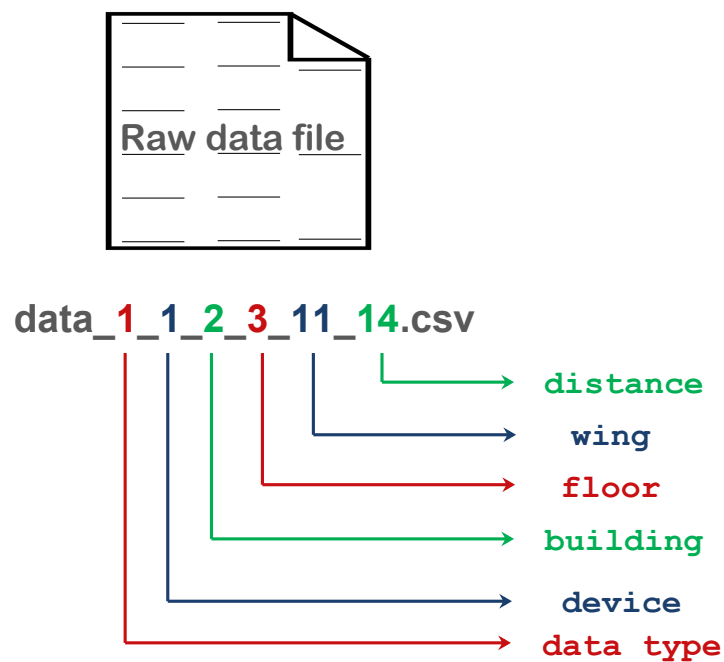 Raw data file
data_1_1_2_3_11_14.csv
distance
wing
floor
building
device
data type